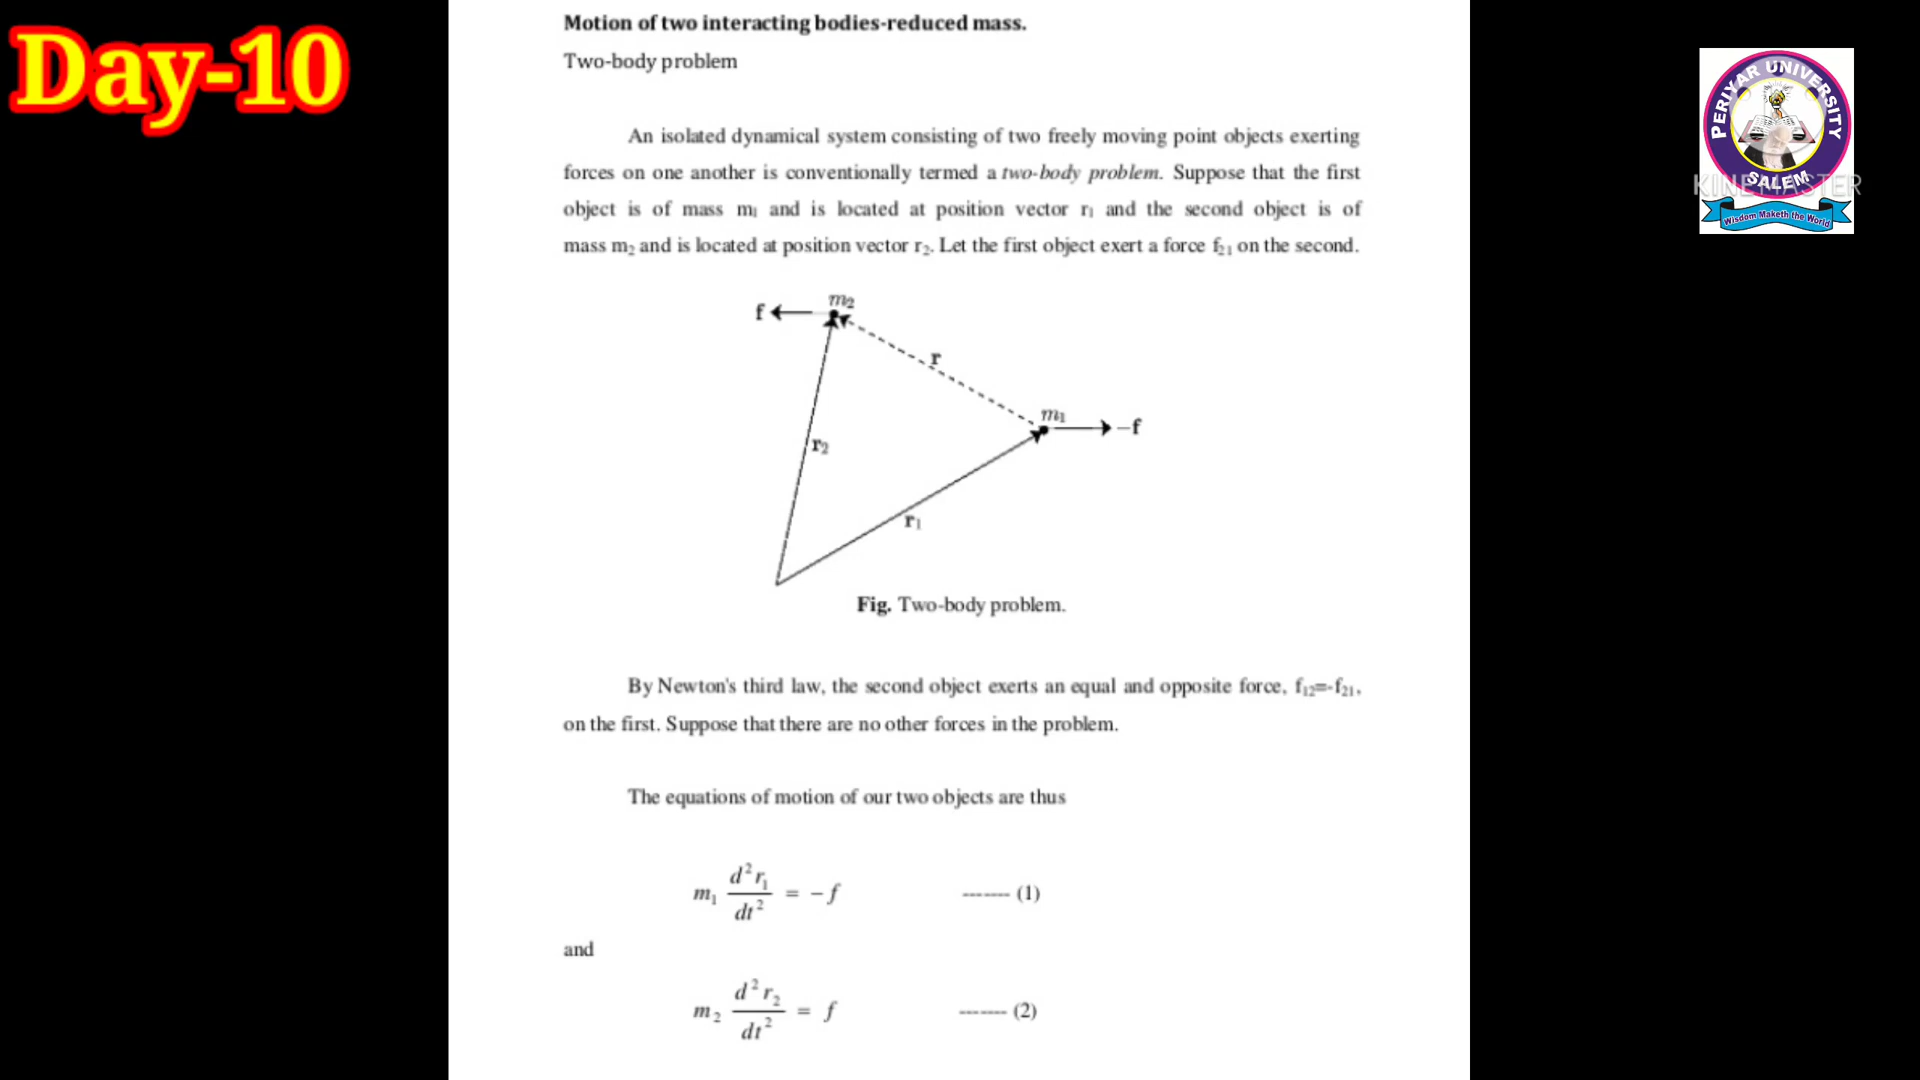 Day-10
Motion of two interacting bodies-reduced mass.
Two-body problem
An isolated dynamical system consisting of two freely moving point objects exerting
forces on one another is conventionally termed a two-body problem. Suppose that the first
object is of mass m₁ and is located at position vector r₁ and the second object is of
mass m₂ and is located at position vector r₂. Let the first object exert a force f₂₁ on the second.
f
m₂
r
m₁
−f
r₂
r₁
Fig. Two-body problem.
By Newton's third law, the second object exerts an equal and opposite force, f₁₂=-f₂₁,
on the first. Suppose that there are no other forces in the problem.
The equations of motion of our two objects are thus
m₁ d²r₁/dt² = − f ------- (1)
and
m₂ d²r₂/dt² = f ------- (2)
PERIYAR UNIVERSITY
SALEM
Wisdom Maketh the World
KINEMASTER